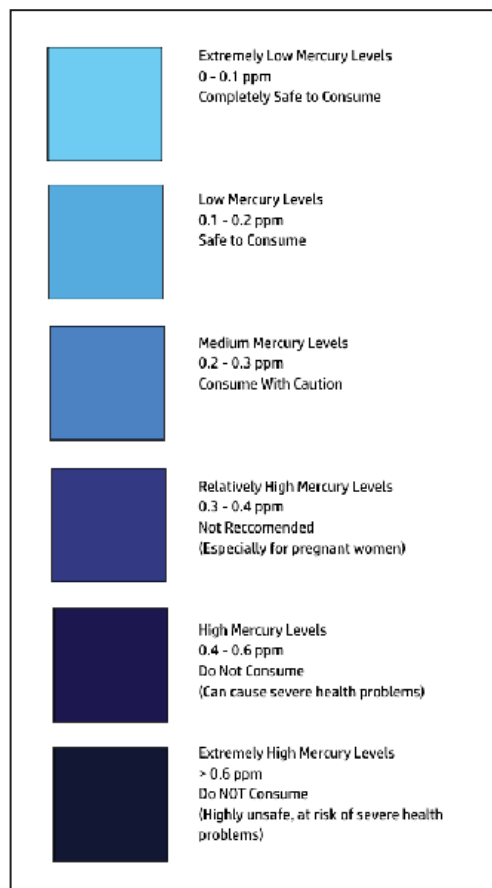 Extremely Low Mercury Levels
0 - 0.1 ppm
Completely Safe to Consume
Low Mercury Levels
0.1 - 0.2 ppm
Safe to Consume
Medium Mercury Levels
0.2 - 0.3 ppm
Consume With Caution
Relatively High Mercury Levels
0.3 - 0.4 ppm
Not Reccomended
(Especially for pregnant women)
High Mercury Levels
0.4 - 0.6 ppm
Do Not Consume
(Can cause severe health problems)
Extremely High Mercury Levels
> 0.6 ppm
Do NOT Consume
(Highly unsafe, at risk of severe health
problems)